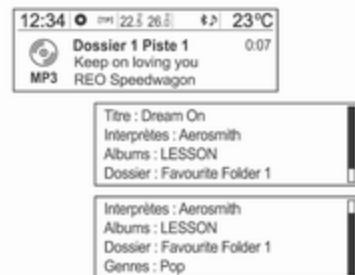 12:34 22.5 26.5 23°C
Dossier 1 Piste 1 0:07
Keep on loving you
MP3 REO Speedwagon
Titre : Dream On
Interprètes : Aerosmith
Albums : LESSON
Dossier : Favourite Folder 1
Interprètes : Aerosmith
Albums : LESSON
Dossier : Favourite Folder 1
Genres : Pop